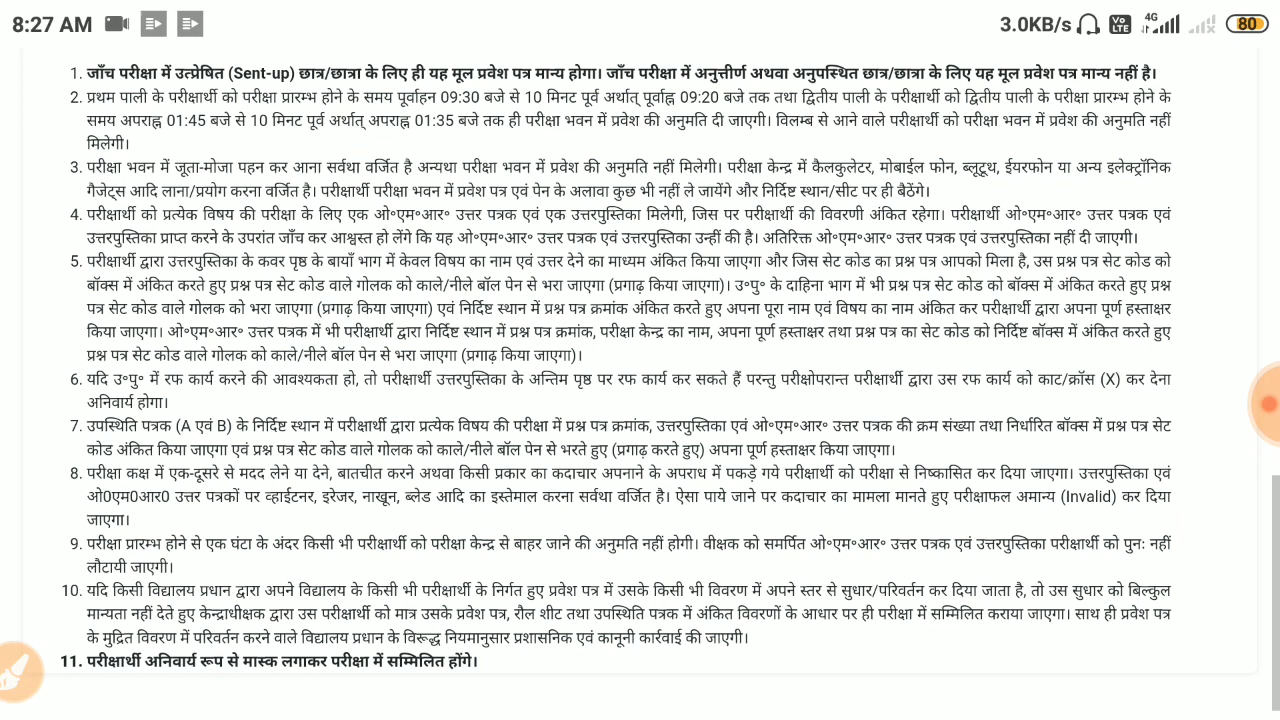 8:27 AM
3.0KB/s Vo LTE 4G 80
1. जाँच परीक्षा में उत्प्रेषित (Sent-up) छात्र/छात्रा के लिए ही यह मूल प्रवेश पत्र मान्य होगा। जाँच परीक्षा में अनुत्तीर्ण अथवा अनुपस्थित छात्र/छात्रा के लिए यह मूल प्रवेश पत्र मान्य नहीं है।
2. प्रथम पाली के परीक्षार्थी को परीक्षा प्रारम्भ होने के समय पूर्वाहन 09:30 बजे से 10 मिनट पूर्व अर्थात् पूर्वाह्न 09:20 बजे तक तथा द्वितीय पाली के परीक्षार्थी को द्वितीय पाली के परीक्षा प्रारम्भ होने के
समय अपराह्न 01:45 बजे से 10 मिनट पूर्व अर्थात् अपराह्न 01:35 बजे तक ही परीक्षा भवन में प्रवेश की अनुमति दी जाएगी। विलम्ब से आने वाले परीक्षार्थी को परीक्षा भवन में प्रवेश की अनुमति नहीं
मिलेगी।
3. परीक्षा भवन में जूता-मोजा पहन कर आना सर्वथा वर्जित है अन्यथा परीक्षा भवन में प्रवेश की अनुमति नहीं मिलेगी। परीक्षा केन्द्र में कैलकुलेटर, मोबाईल फोन, ब्लूटूथ, ईयरफोन या अन्य इलेक्ट्रॉनिक
गैजेट्स आदि लाना/प्रयोग करना वर्जित है। परीक्षार्थी परीक्षा भवन में प्रवेश पत्र एवं पेन के अलावा कुछ भी नहीं ले जायेंगे और निर्दिष्ट स्थान/सीट पर ही बैठेंगे।
4. परीक्षार्थी को प्रत्येक विषय की परीक्षा के लिए एक ओ॰एम॰आर॰ उत्तर पत्रक एवं एक उत्तरपुस्तिका मिलेगी, जिस पर परीक्षार्थी की विवरणी अंकित रहेगा। परीक्षार्थी ओ॰एम॰आर॰ उत्तर पत्रक एवं
उत्तरपुस्तिका प्राप्त करने के उपरांत जाँच कर आश्वस्त हो लेंगे कि यह ओ॰एम॰आर॰ उत्तर पत्रक एवं उत्तरपुस्तिका उन्हीं की है। अतिरिक्त ओ॰एम॰आर॰ उत्तर पत्रक एवं उत्तरपुस्तिका नहीं दी जाएगी।
5. परीक्षार्थी द्वारा उत्तरपुस्तिका के कवर पृष्ठ के बायाँ भाग में केवल विषय का नाम एवं उत्तर देने का माध्यम अंकित किया जाएगा और जिस सेट कोड का प्रश्न पत्र आपको मिला है, उस प्रश्न पत्र सेट कोड को
बॉक्स में अंकित करते हुए प्रश्न पत्र सेट कोड वाले गोलक को काले/नीले बॉल पेन से भरा जाएगा (प्रगाढ़ किया जाएगा)। उ॰पु॰ के दाहिना भाग में भी प्रश्न पत्र सेट कोड को बॉक्स में अंकित करते हुए प्रश्न
पत्र सेट कोड वाले गोलक को भरा जाएगा (प्रगाढ़ किया जाएगा) एवं निर्दिष्ट स्थान में प्रश्न पत्र क्रमांक अंकित करते हुए अपना पूरा नाम एवं विषय का नाम अंकित कर परीक्षार्थी द्वारा अपना पूर्ण हस्ताक्षर
किया जाएगा। ओ॰एम॰आर॰ उत्तर पत्रक में भी परीक्षार्थी द्वारा निर्दिष्ट स्थान में प्रश्न पत्र क्रमांक, परीक्षा केन्द्र का नाम, अपना पूर्ण हस्ताक्षर तथा प्रश्न पत्र का सेट कोड को निर्दिष्ट बॉक्स में अंकित करते हुए
प्रश्न पत्र सेट कोड वाले गोलक को काले/नीले बॉल पेन से भरा जाएगा (प्रगाढ़ किया जाएगा)।
6. यदि उ॰पु॰ में रफ कार्य करने की आवश्यकता हो, तो परीक्षार्थी उत्तरपुस्तिका के अन्तिम पृष्ठ पर रफ कार्य कर सकते हैं परन्तु परीक्षोपरान्त परीक्षार्थी द्वारा उस रफ कार्य को काट/क्रॉस (X) कर देना
अनिवार्य होगा।
7. उपस्थिति पत्रक (A एवं B) के निर्दिष्ट स्थान में परीक्षार्थी द्वारा प्रत्येक विषय की परीक्षा में प्रश्न पत्र क्रमांक, उत्तरपुस्तिका एवं ओ॰एम॰आर॰ उत्तर पत्रक की क्रम संख्या तथा निर्धारित बॉक्स में प्रश्न पत्र सेट
कोड अंकित किया जाएगा एवं प्रश्न पत्र सेट कोड वाले गोलक को काले/नीले बॉल पेन से भरते हुए (प्रगाढ़ करते हुए) अपना पूर्ण हस्ताक्षर किया जाएगा।
8. परीक्षा कक्ष में एक-दूसरे से मदद लेने या देने, बातचीत करने अथवा किसी प्रकार का कदाचार अपनाने के अपराध में पकड़े गये परीक्षार्थी को परीक्षा से निष्कासित कर दिया जाएगा। उत्तरपुस्तिका एवं
ओ0एम0आर0 उत्तर पत्रकों पर व्हाईटनर, इरेजर, नाखून, ब्लेड आदि का इस्तेमाल करना सर्वथा वर्जित है। ऐसा पाये जाने पर कदाचार का मामला मानते हुए परीक्षाफल अमान्य (Invalid) कर दिया
जाएगा।
9. परीक्षा प्रारम्भ होने से एक घंटा के अंदर किसी भी परीक्षार्थी को परीक्षा केन्द्र से बाहर जाने की अनुमति नहीं होगी। वीक्षक को समर्पित ओ॰एम॰आर॰ उत्तर पत्रक एवं उत्तरपुस्तिका परीक्षार्थी को पुनः नहीं
लौटायी जाएगी।
10. यदि किसी विद्यालय प्रधान द्वारा अपने विद्यालय के किसी भी परीक्षार्थी के निर्गत हुए प्रवेश पत्र में उसके किसी भी विवरण में अपने स्तर से सुधार/परिवर्तन कर दिया जाता है, तो उस सुधार को बिल्कुल
मान्यता नहीं देते हुए केन्द्राधीक्षक द्वारा उस परीक्षार्थी को मात्र उसके प्रवेश पत्र, रौल शीट तथा उपस्थिति पत्रक में अंकित विवरणों के आधार पर ही परीक्षा में सम्मिलित कराया जाएगा। साथ ही प्रवेश पत्र
के मुद्रित विवरण में परिवर्तन करने वाले विद्यालय प्रधान के विरूद्ध नियमानुसार प्रशासनिक एवं कानूनी कार्रवाई की जाएगी।
11. परीक्षार्थी अनिवार्य रूप से मास्क लगाकर परीक्षा में सम्मिलित होंगे।